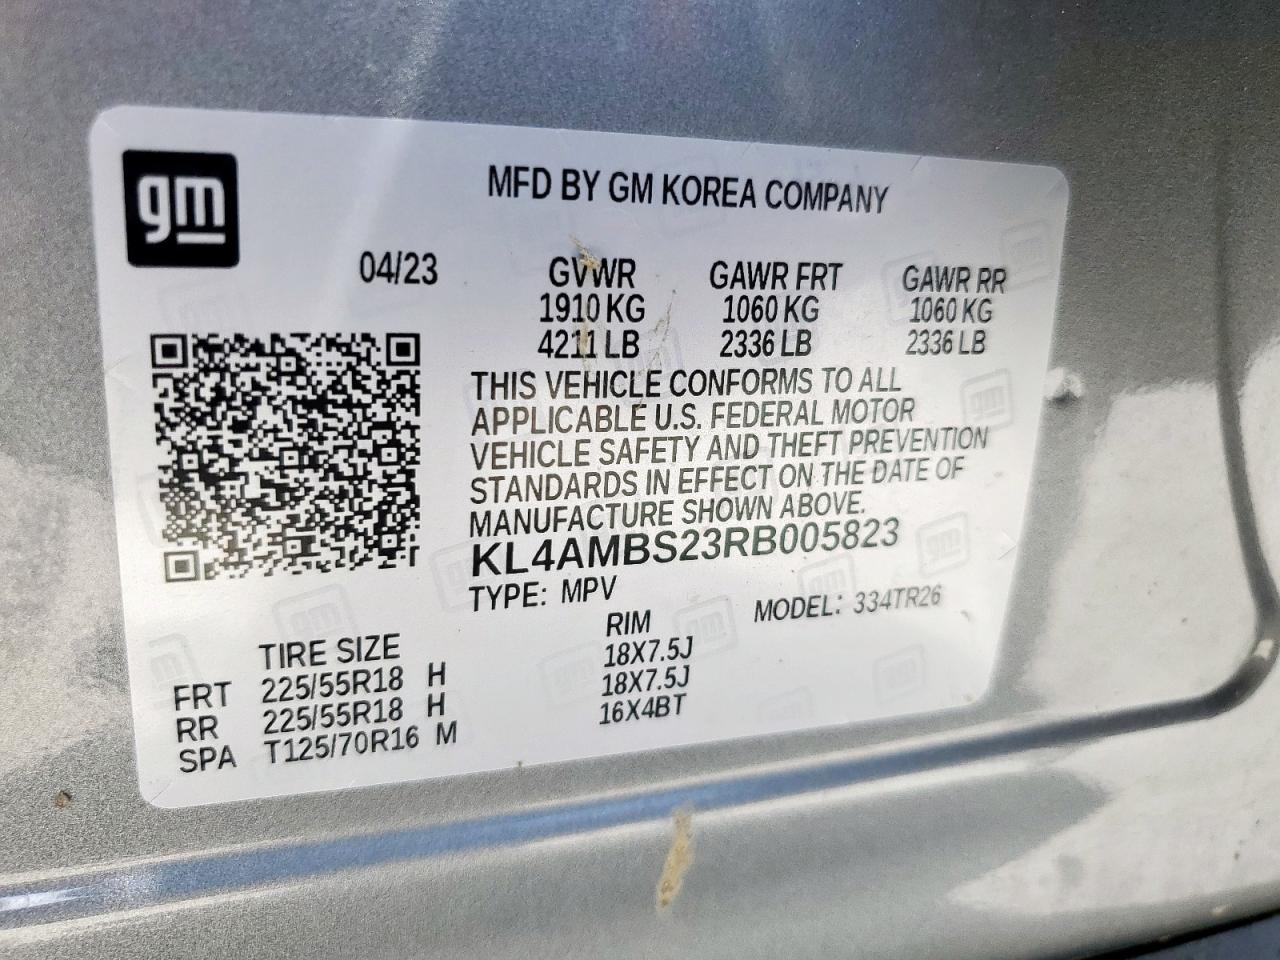 gm
MFD BY GM KOREA COMPANY
04/23 GVWR GAWR FRT GAWR RR
1910 KG 1060 KG 1060 KG
4211 LB 2336 LB 2336 LB
THIS VEHICLE CONFORMS TO ALL
APPLICABLE U.S. FEDERAL MOTOR
VEHICLE SAFETY AND THEFT PREVENTION
STANDARDS IN EFFECT ON THE DATE OF
MANUFACTURE SHOWN ABOVE.
KL4AMBS23RB005823
TYPE: MPV MODEL: 334TR26
TIRE SIZE RIM
FRT 225/55R18 H 18X7.5J
RR 225/55R18 H 18X7.5J
SPA T125/70R16 M 16X4BT